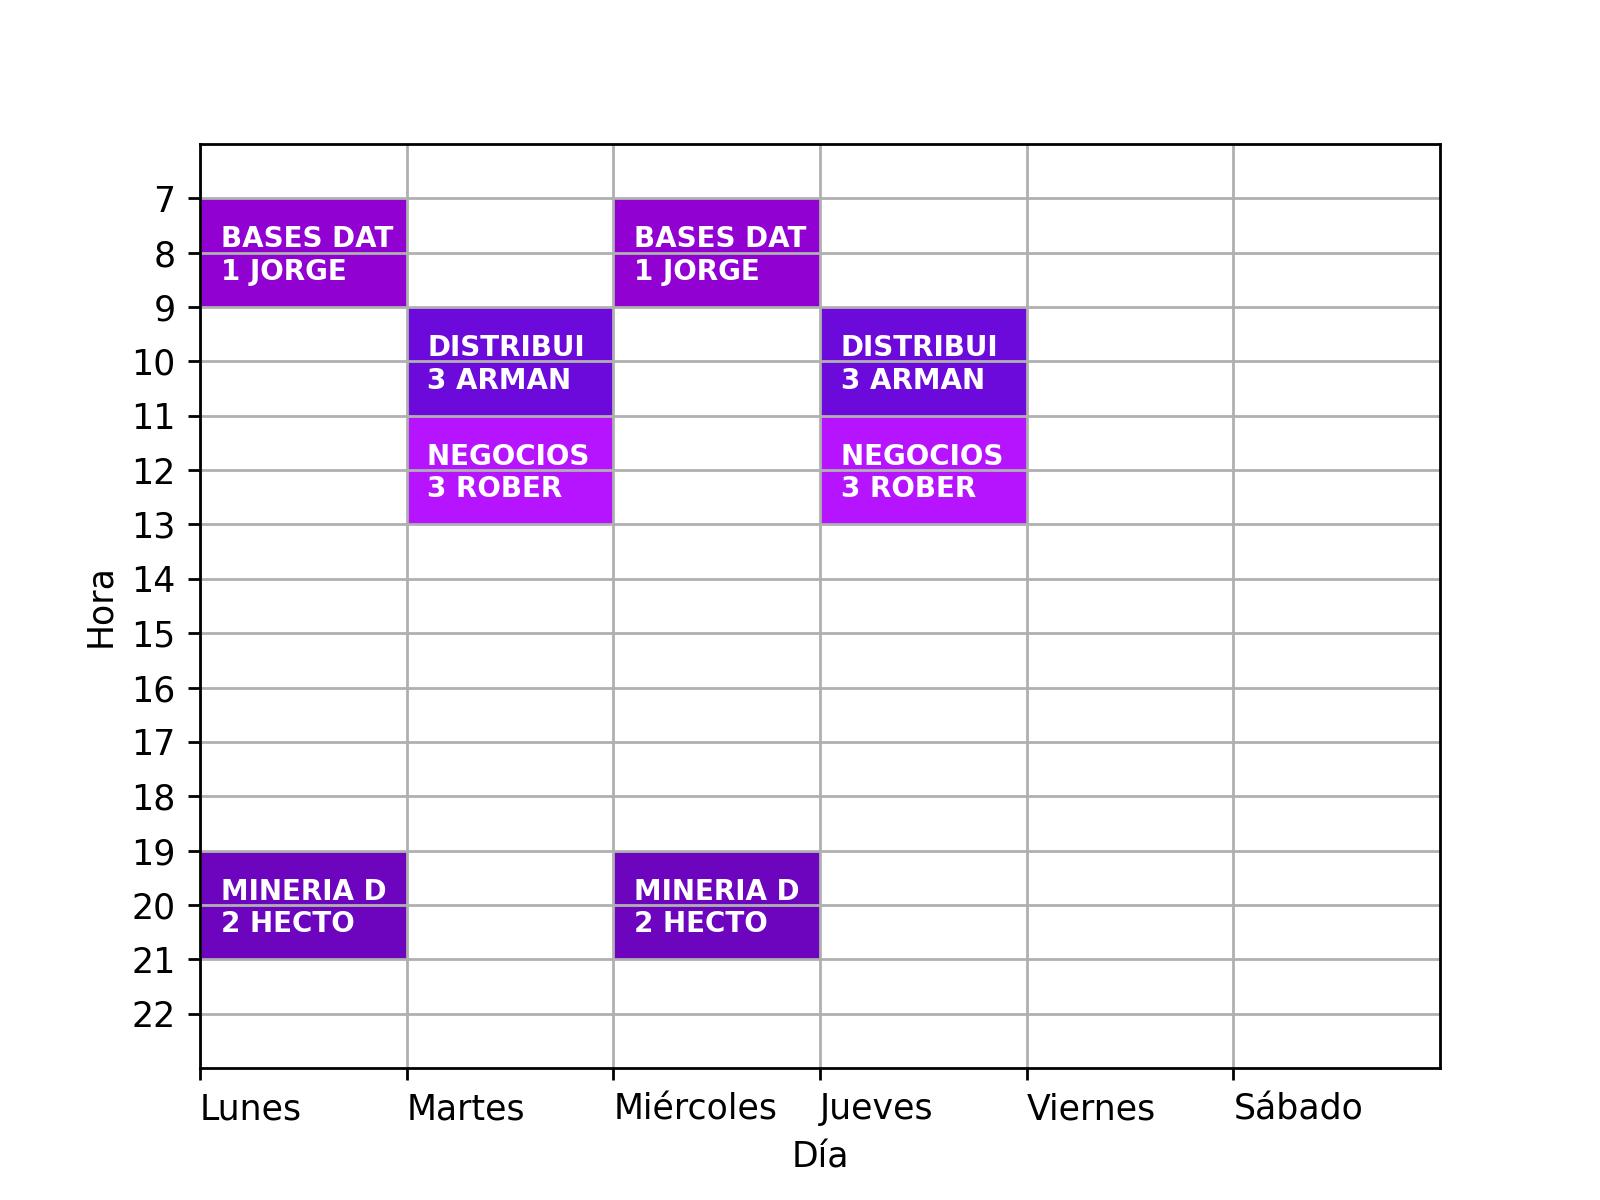 7
BASES DAT BASES DAT
8
1 JORGE 1 JORGE
9
DISTRIBUI DISTRIBUI
10
3 ARMAN 3 ARMAN
11
NEGOCIOS NEGOCIOS
12
3 ROBER 3 ROBER
13
14
Hora
15
16
17
18
19
MINERIA D MINERIA D
20
2 HECTO 2 HECTO
21
22
Lunes Martes Miércoles Jueves Viernes Sábado
Día